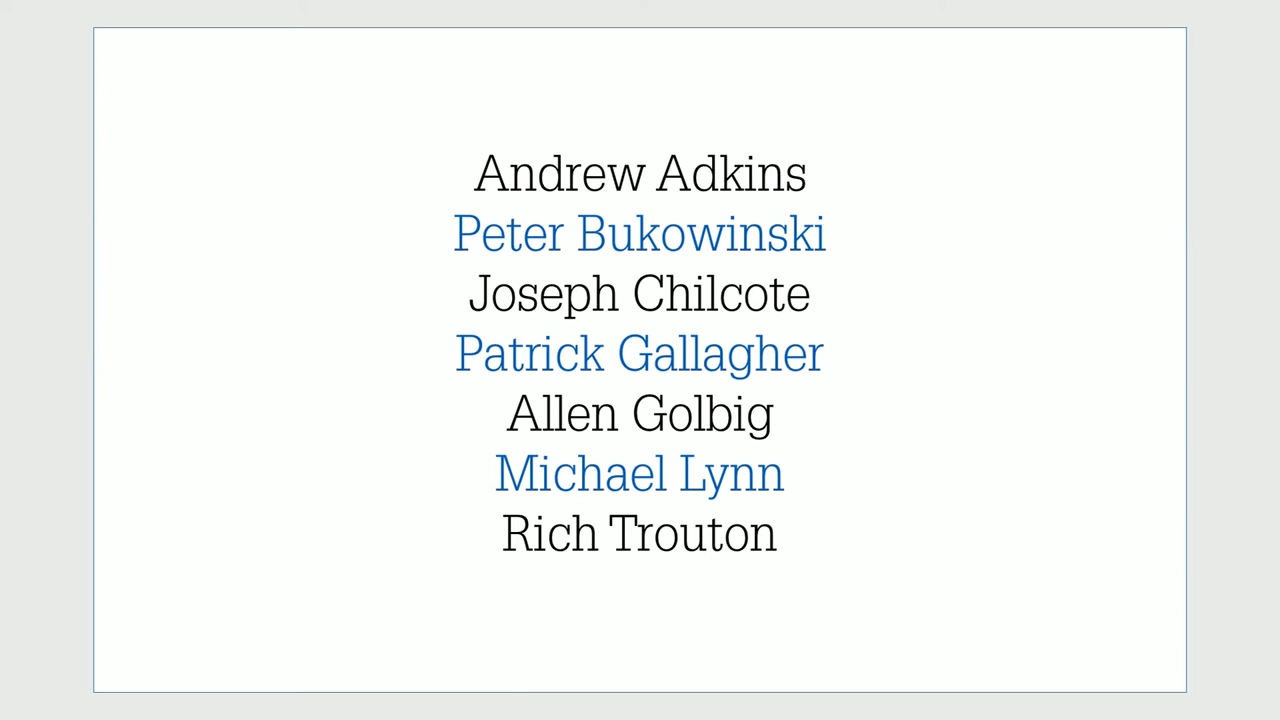 Andrew Adkins
Peter Bukowinski
Joseph Chilcote
Patrick Gallagher
Allen Golbig
Michael Lynn
Rich Trouton